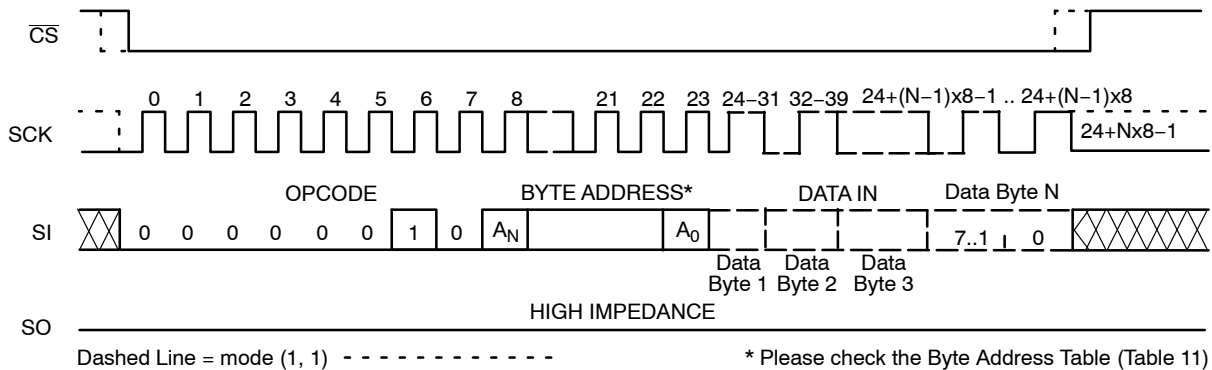 CS
0 1 2 3 4 5 6 7 8 21 22 23 24−31 32−39 24+(N−1)x8−1 .. 24+(N−1)x8
SCK
24+Nx8−1
OPCODE BYTE ADDRESS* DATA IN Data Byte N
SI
0 0 0 0 0 0 1 0 AN A0 7..1 0
Data Byte 1
Data Byte 2
Data Byte 3
HIGH IMPEDANCE
SO
Dashed Line = mode (1, 1) - - - - - - - - - - - - - -
* Please check the Byte Address Table (Table 11)